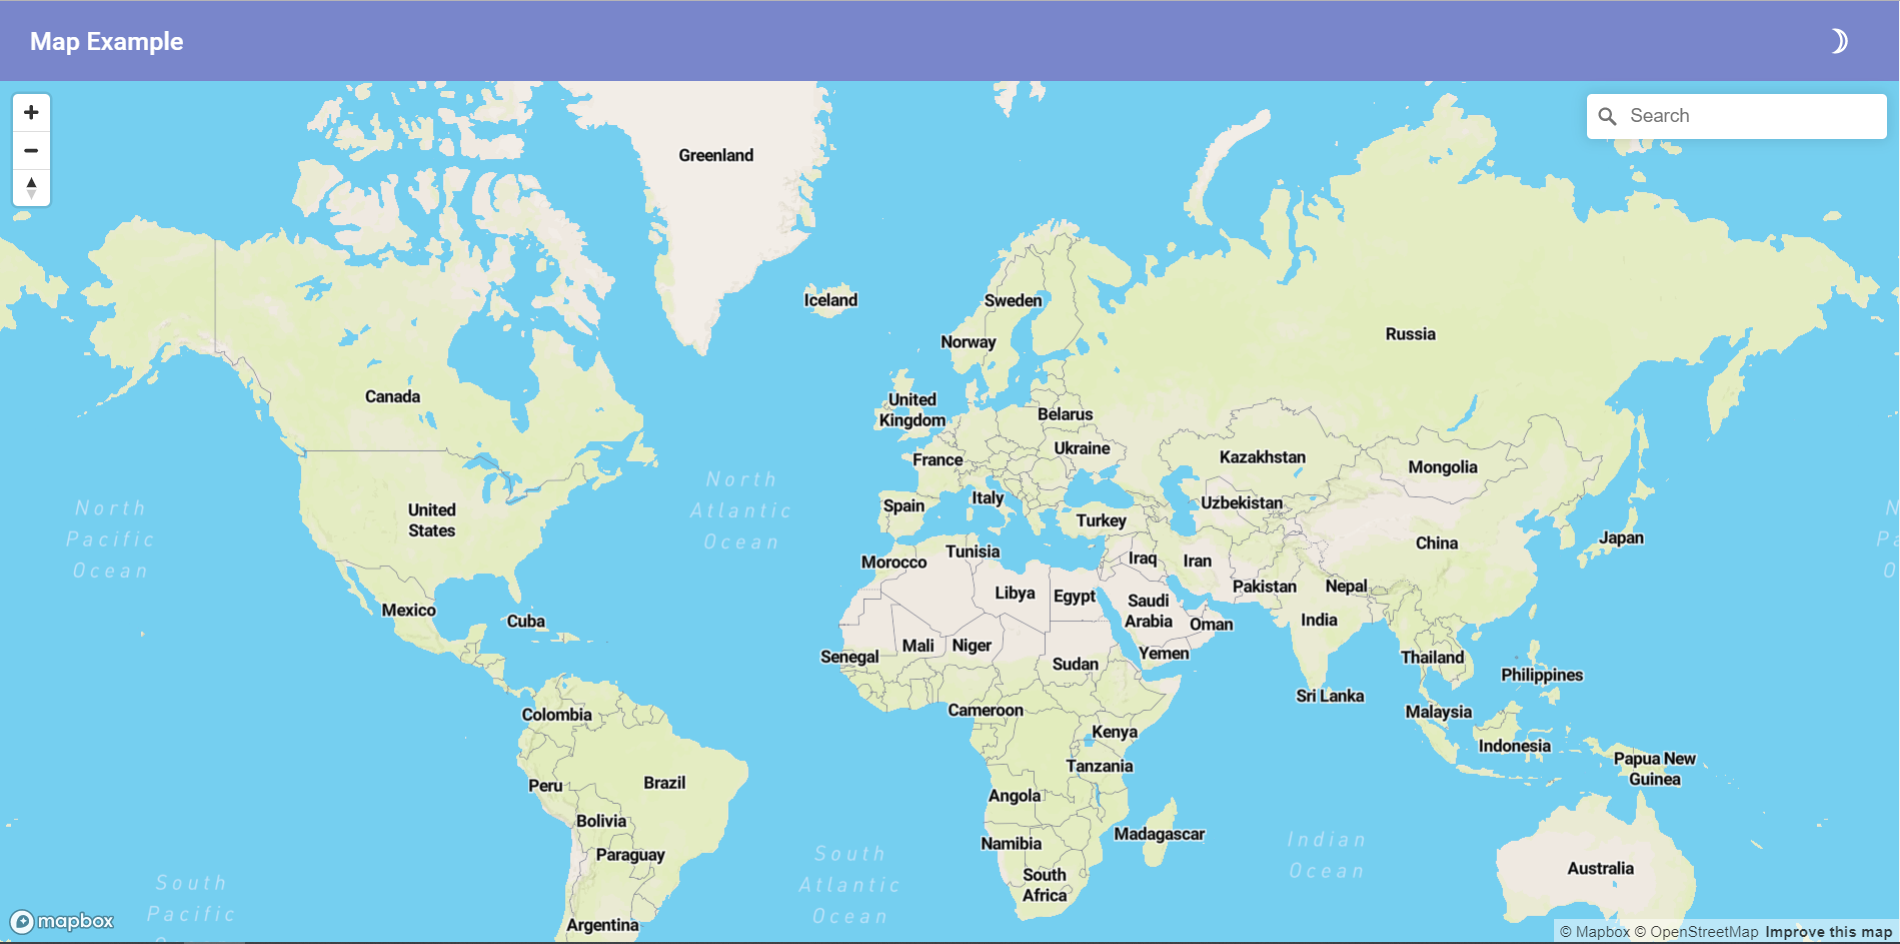 Map Example
Search
Greenland
Iceland
Sweden
Norway
Russia
Canada
United
Kingdom
Belarus
Ukraine
France
Kazakhstan
Mongolia
North
Atlantic
Ocean
Italy
Spain
Uzbekistan
United
States
North
Pacific
Ocean
Turkey
Japan
China
Tunisia
Morocco
Iraq
Iran
Pakistan
Nepal
Libya
Egypt
Saudi
Arabia
Mexico
Cuba
India
Oman
Mali
Niger
Senegal
Sudan
Yemen
Thailand
Philippines
Sri Lanka
Colombia
Cameroon
Malaysia
Kenya
Indonesia
Tanzania
Papua New
Guinea
Peru
Brazil
Angola
Bolivia
Madagascar
Namibia
Indian
Ocean
Paraguay
South
Atlantic
Ocean
South
Africa
Australia
South
Pacific
Argentina
mapbox
© Mapbox © OpenStreetMap Improve this map